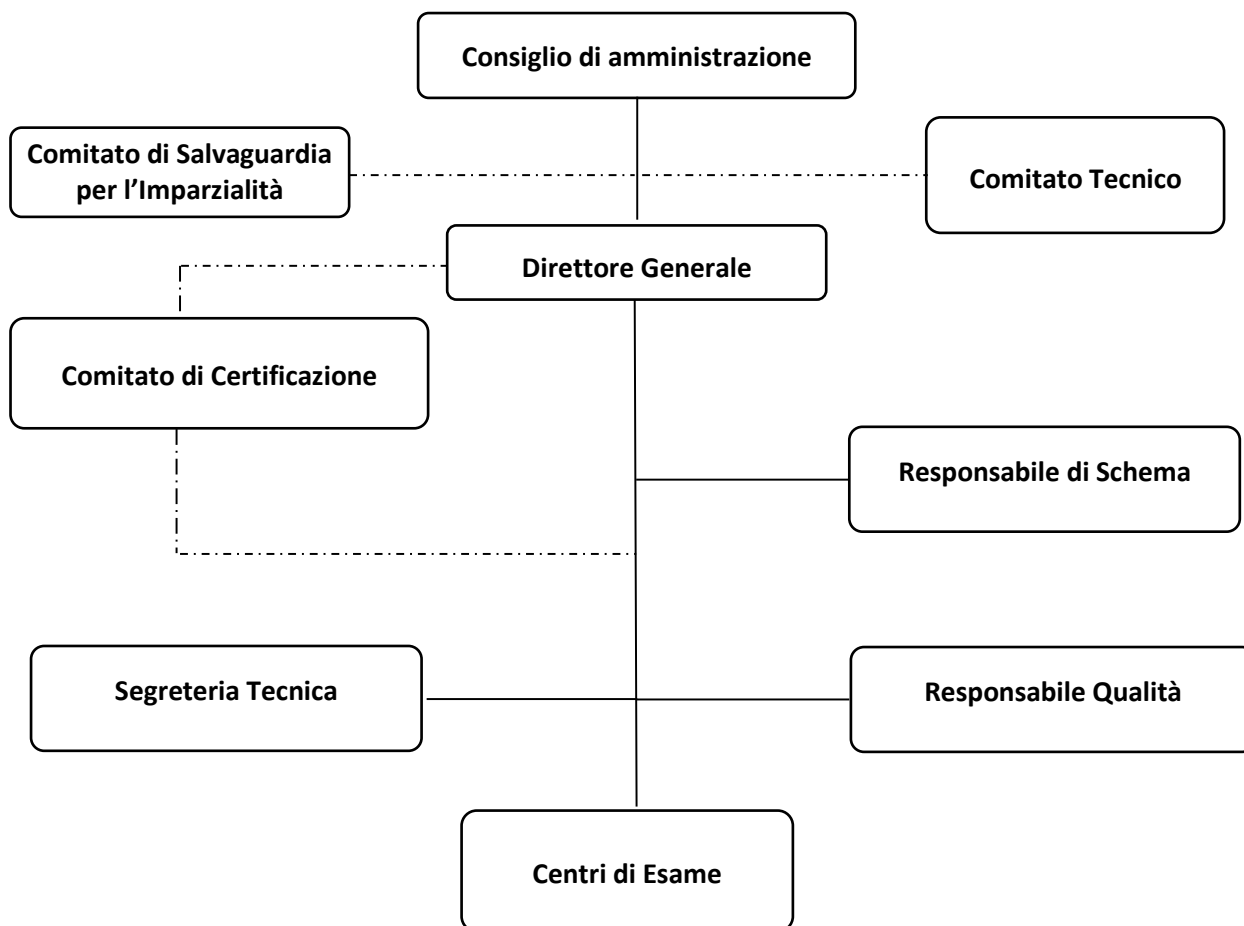 Consiglio di amministrazione
Comitato di Salvaguardia
per l’Imparzialità
Comitato Tecnico
Direttore Generale
Comitato di Certificazione
Responsabile di Schema
Segreteria Tecnica
Responsabile Qualità
Centri di Esame